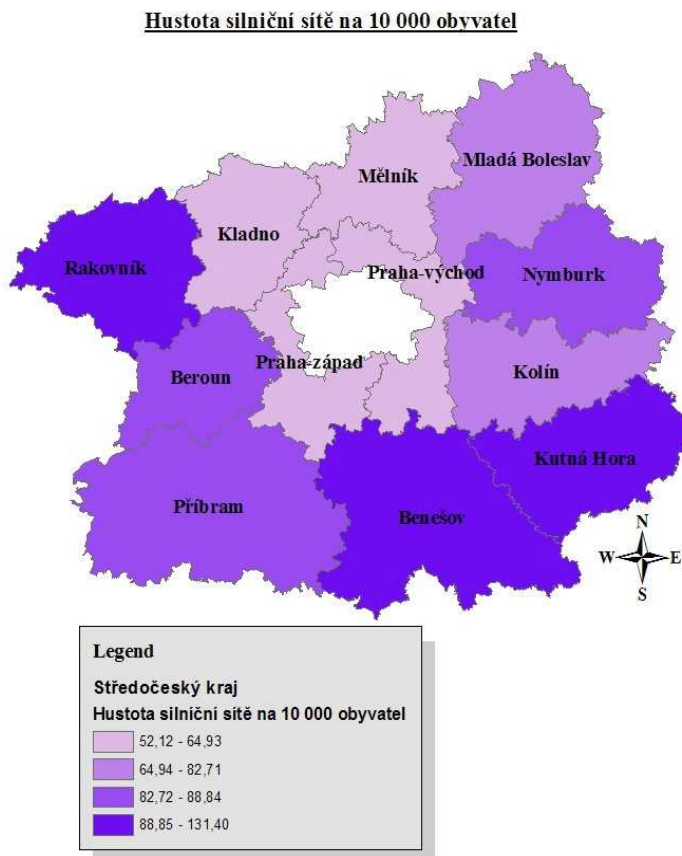 Hustota silniční sítě na 10 000 obyvatel
Mladá Boleslav
Mělník
Kladno
Rakovník
Praha-východ
Nymburk
Praha-západ
Beroun
Kolín
Kutná Hora
Příbram
Benešov
N
W E
S
Legend
Středočeský kraj
Hustota silniční sítě na 10 000 obyvatel
52,12 - 64,93
64,94 - 82,71
82,72 - 88,84
88,85 - 131,40